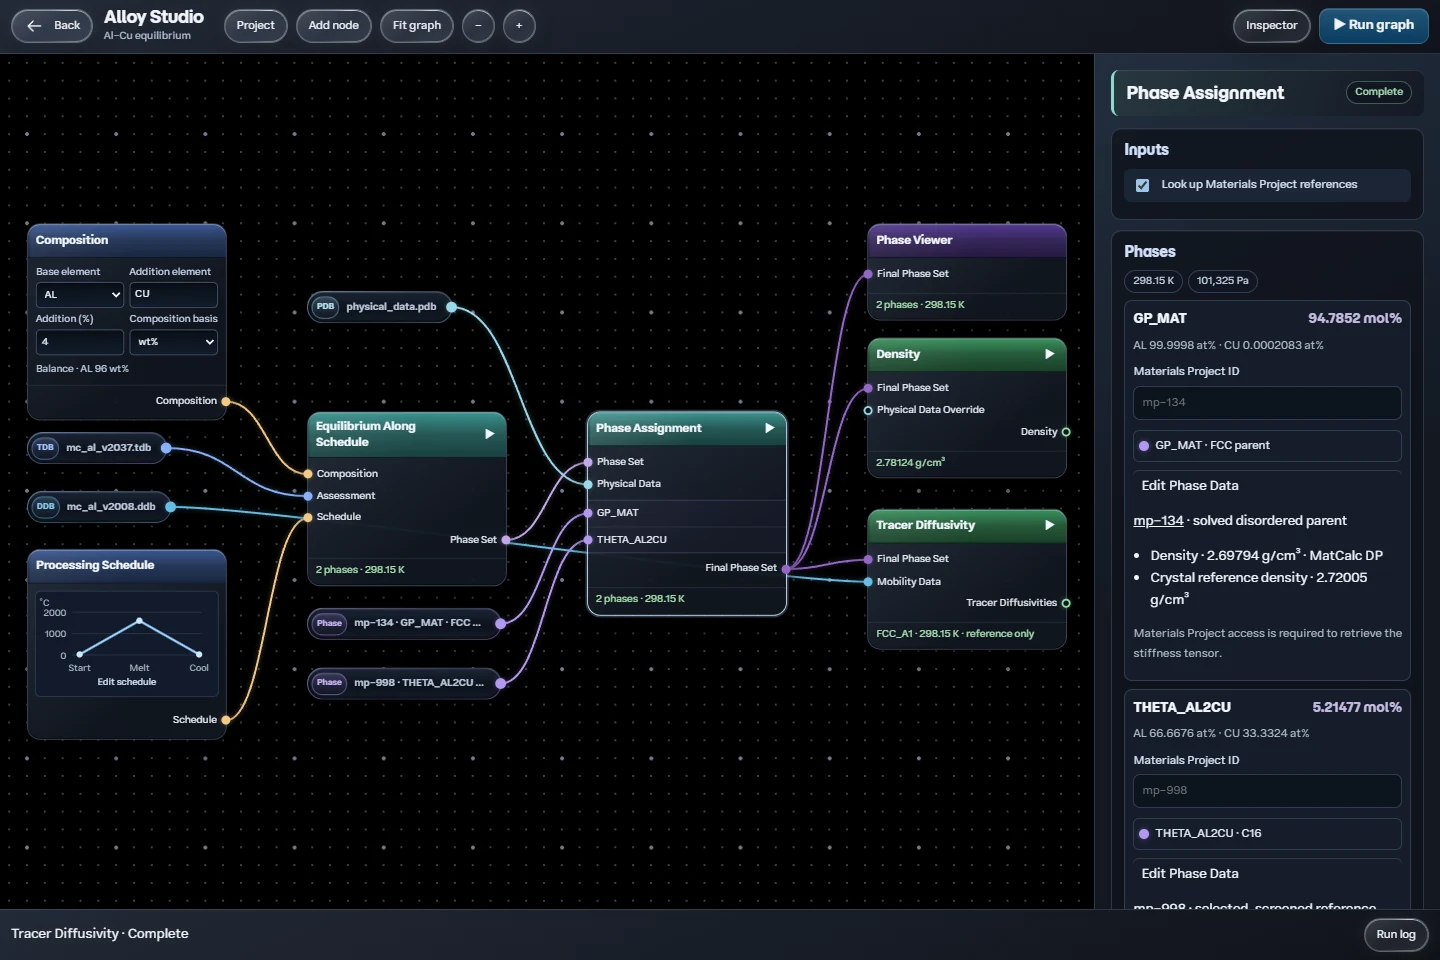 Back
Alloy Studio
Al–Cu equilibrium
Project
Add node
Fit graph
−
+
Inspector
▶ Run graph
Composition
Base element
Addition element
AL
CU
Addition (%)
Composition basis
4
wt%
Balance · AL 96 wt%
Composition
TDB
mc_al_v2037.tdb
DDB
mc_al_v2008.ddb
Processing Schedule
°C
2000
1000
0
Start
Melt
Cool
Edit schedule
Schedule
PDB
physical_data.pdb
Equilibrium Along
Schedule
Composition
Assessment
Schedule
Phase Set
2 phases · 298.15 K
Phase
mp-134 · GP_MAT · FCC ...
Phase
mp-998 · THETA_AL2CU ...
Phase Assignment
Phase Set
Physical Data
GP_MAT
THETA_AL2CU
Final Phase Set
2 phases · 298.15 K
Phase Viewer
Final Phase Set
2 phases · 298.15 K
Density
Final Phase Set
Physical Data Override
Density
2.78124 g/cm³
Tracer Diffusivity
Final Phase Set
Mobility Data
Tracer Diffusivities
FCC_A1 · 298.15 K · reference only
Phase Assignment
Complete
Inputs
Look up Materials Project references
Phases
298.15 K
101,325 Pa
GP_MAT
94.7852 mol%
AL 99.9998 at% · CU 0.0002083 at%
Materials Project ID
mp-134
GP_MAT · FCC parent
Edit Phase Data
mp-134 · solved disordered parent
• Density · 2.69794 g/cm³ · MatCalc DP
• Crystal reference density · 2.72005
g/cm³
Materials Project access is required to retrieve the
stiffness tensor.
THETA_AL2CU
5.21477 mol%
AL 66.6676 at% · CU 33.3324 at%
Materials Project ID
mp-998
THETA_AL2CU · C16
Edit Phase Data
mp-998 · selected, screened reference
Tracer Diffusivity · Complete
Run log